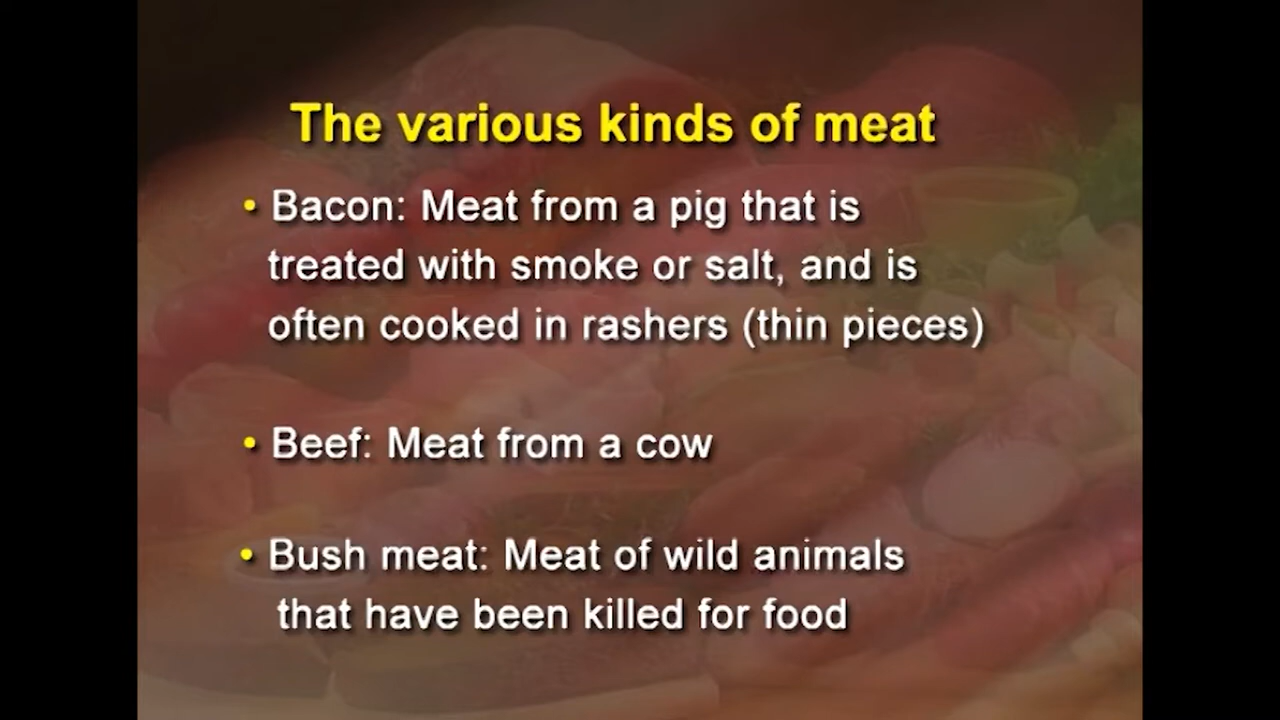 The various kinds of meat
• Bacon: Meat from a pig that is
treated with smoke or salt, and is
often cooked in rashers (thin pieces)
• Beef: Meat from a cow
• Bush meat: Meat of wild animals
that have been killed for food